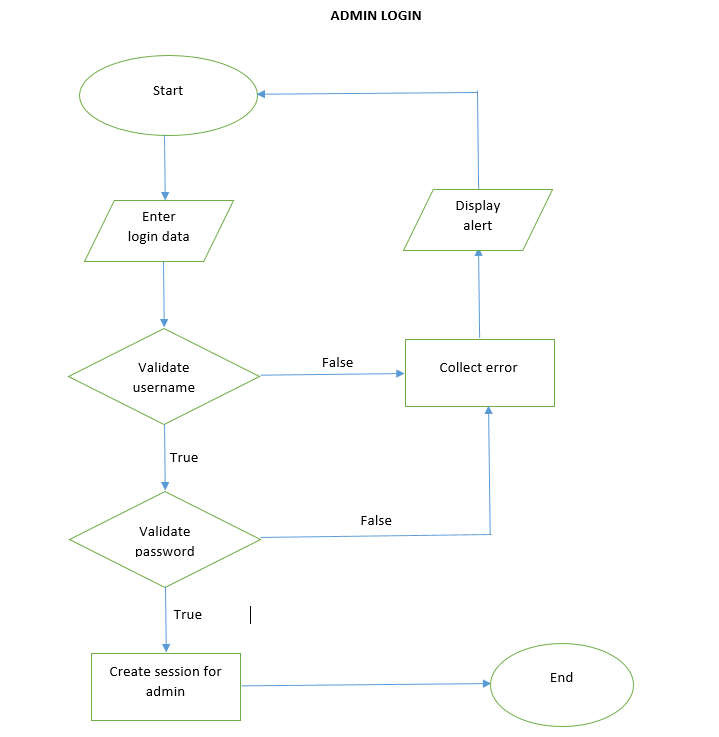 ADMIN LOGIN
Start
Enter
login data
Display
alert
Validate
username
False
Collect error
True
Validate
password
False
True
Create session for
admin
End